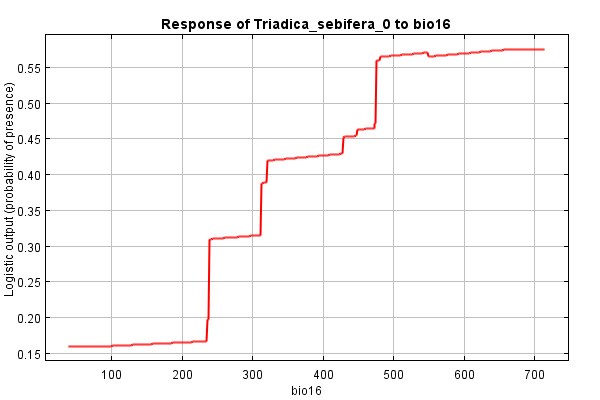 Response of Triadica_sebifera_0 to bio16
Logistic output (probability of presence)
0.55
0.50
0.45
0.40
0.35
0.30
0.25
0.20
0.15
100 200 300 400 500 600 700
bio16